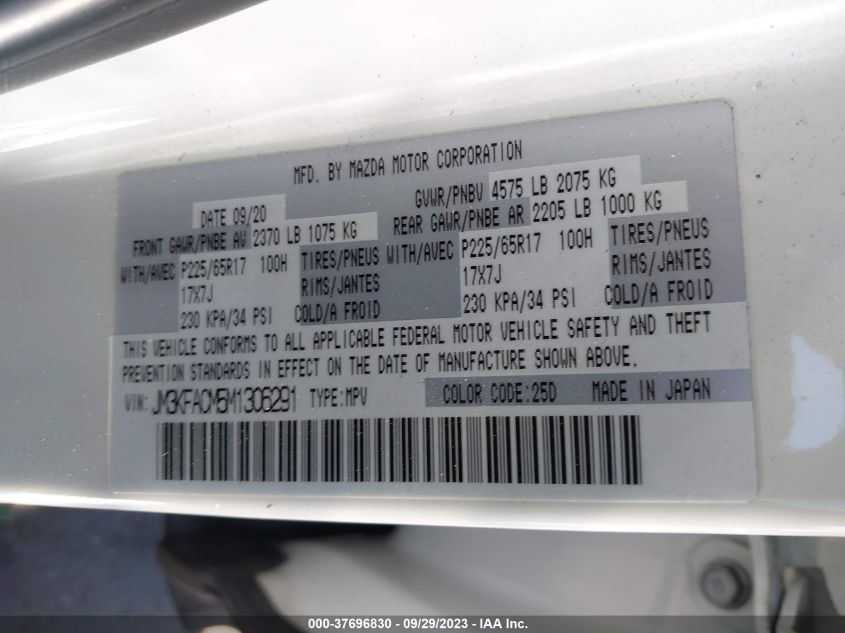 MFD. BY MAZDA MOTOR CORPORATION
DATE 09/20 GVWR/PNBV 4575 LB 2075 KG
FRONT GAWR/PNBE AV 2370 LB 1075 KG REAR GAWR/PNBE AR 2205 LB 1000 KG
WITH/AVEC P225/65R17 100H TIRES/PNEUS WITH/AVEC P225/65R17 100H TIRES/PNEUS
17X7J RIMS/JANTES 17X7J RIMS/JANTES
230 KPA/34 PSI COLD/A FROID 230 KPA/34 PSI COLD/A FROID
THIS VEHICLE CONFORMS TO ALL APPLICABLE FEDERAL MOTOR VEHICLE SAFETY AND THEFT
PREVENTION STANDARDS IN EFFECT ON THE DATE OF MANUFACTURE SHOWN ABOVE.
VIN: JM3KFACM5M1306291 TYPE:MPV COLOR CODE:25D MADE IN JAPAN
000-37696830 - 09/29/2023 - IAA Inc.